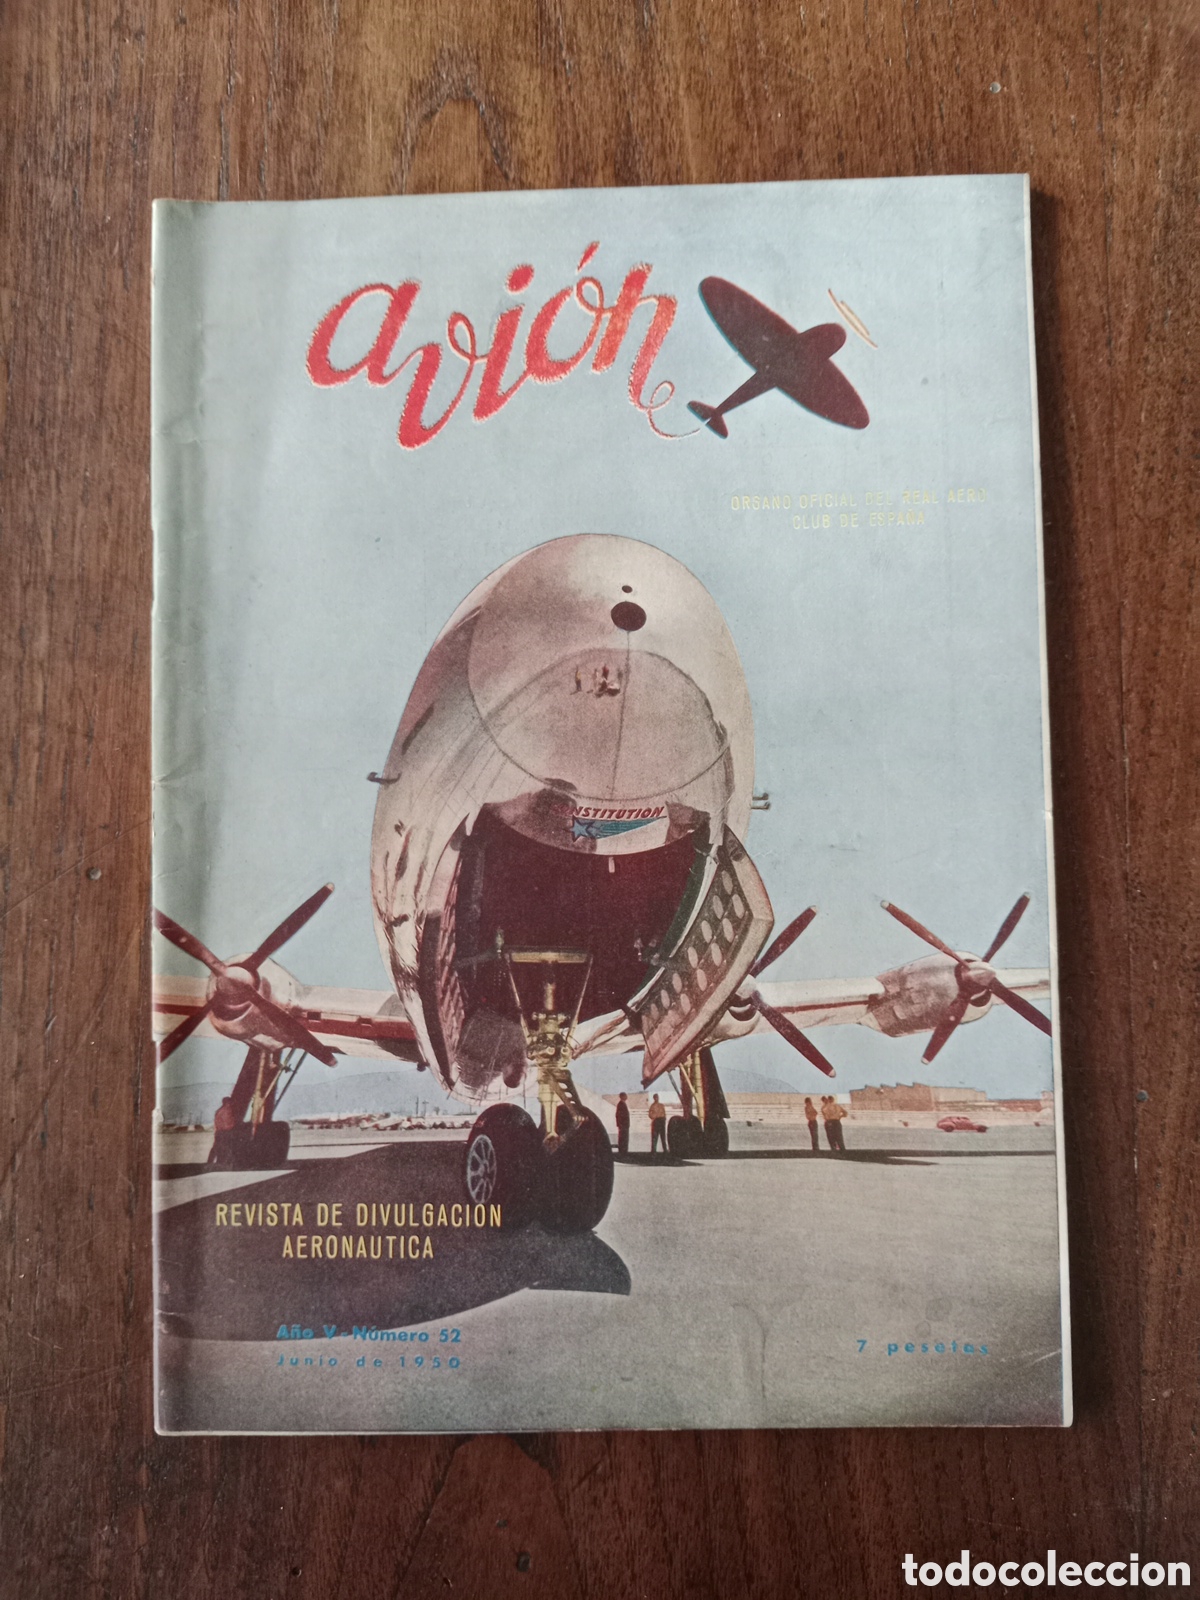 avión
ORGANO OFICIAL DEL REAL AERO
CLUB DE ESPAÑA
NSTITUTION
REVISTA DE DIVULGACION
AERONAUTICA
Año V - Número 52
Junio de 1950
7 pesetas
todocoleccion